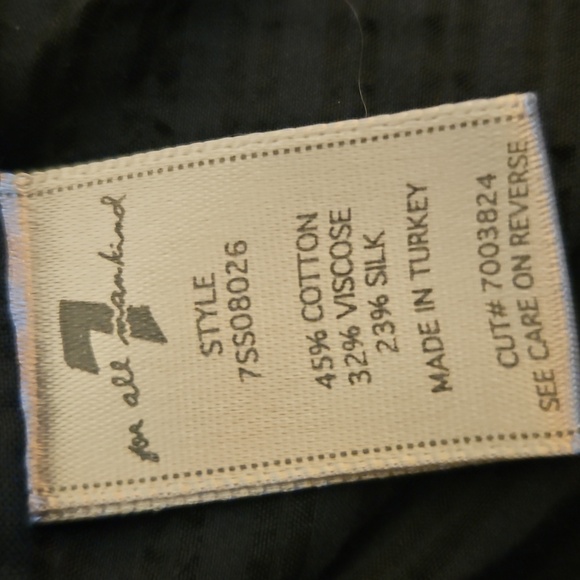 7
for all mankind
STYLE
7SS08026
45% COTTON
32% VISCOSE
23% SILK
MADE IN TURKEY
CUT# 7003824
SEE CARE ON REVERSE